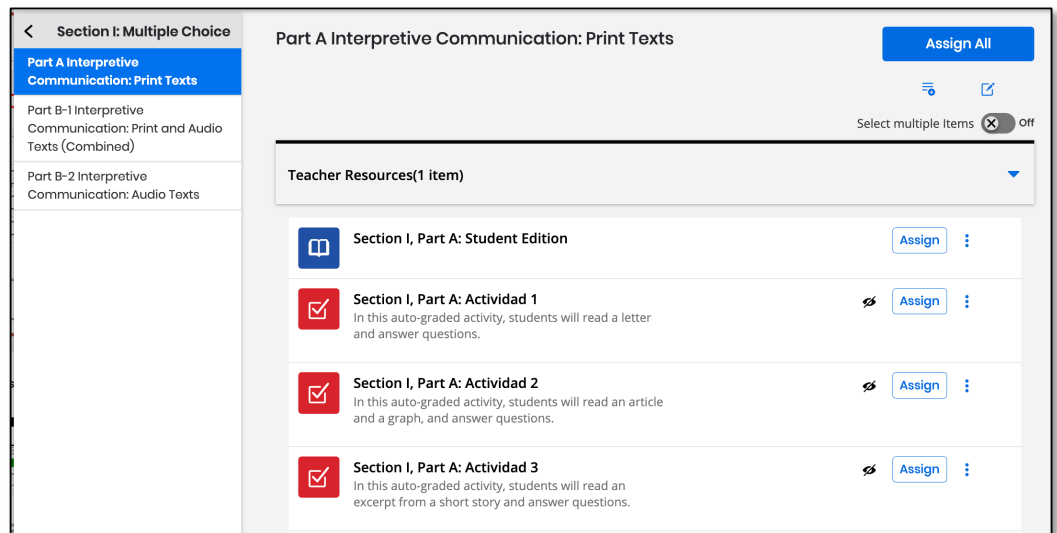 Section I: Multiple Choice
Part A Interpretive
Communication: Print Texts
Part B-1 Interpretive
Communication: Print and Audio
Texts (Combined)
Part B-2 Interpretive
Communication: Audio Texts
Part A Interpretive Communication: Print Texts
Assign All
Select multiple Items
Off
Teacher Resources(1 item)
Section I, Part A: Student Edition
Assign
Section I, Part A: Actividad 1
In this auto-graded activity, students will read a letter
and answer questions.
Assign
Section I, Part A: Actividad 2
In this auto-graded activity, students will read an article
and a graph, and answer questions.
Assign
Section I, Part A: Actividad 3
In this auto-graded activity, students will read an
excerpt from a short story and answer questions.
Assign